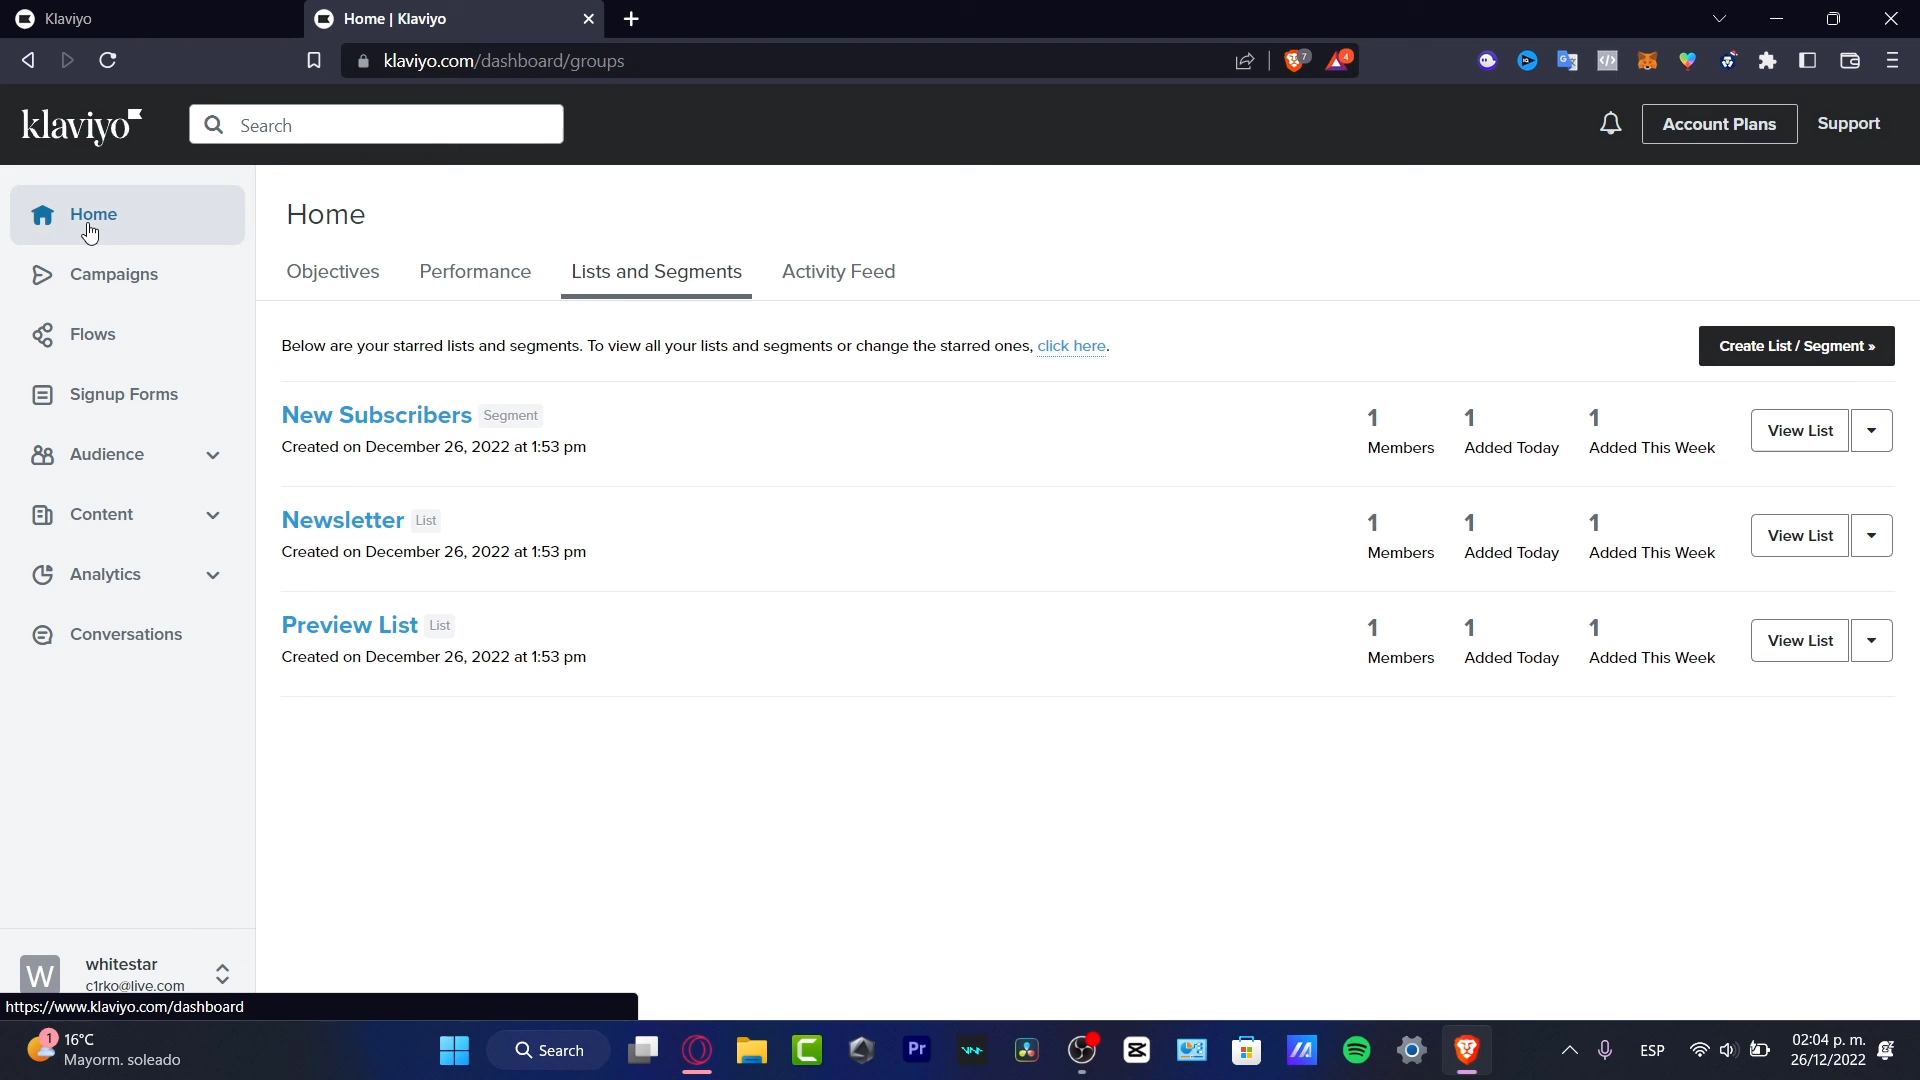 Klaviyo
Home | Klaviyo
klaviyo.com/dashboard/groups
7
4
klaviyo
Search
Account Plans
Support
Home
Campaigns
Flows
Signup Forms
Audience
Content
Analytics
Conversations
Home
Objectives
Performance
Lists and Segments
Activity Feed
Below are your starred lists and segments. To view all your lists and segments or change the starred ones, click here.
Create List / Segment »
New Subscribers Segment
Created on December 26, 2022 at 1:53 pm
1
Members
1
Added Today
1
Added This Week
View List
Newsletter List
Created on December 26, 2022 at 1:53 pm
1
Members
1
Added Today
1
Added This Week
View List
Preview List List
Created on December 26, 2022 at 1:53 pm
1
Members
1
Added Today
1
Added This Week
View List
W
whitestar
c1rko@live.com
https://www.klaviyo.com/dashboard
1
16°C
Mayorm. soleado
Search
Pr
ESP
02:04 p. m.
26/12/2022